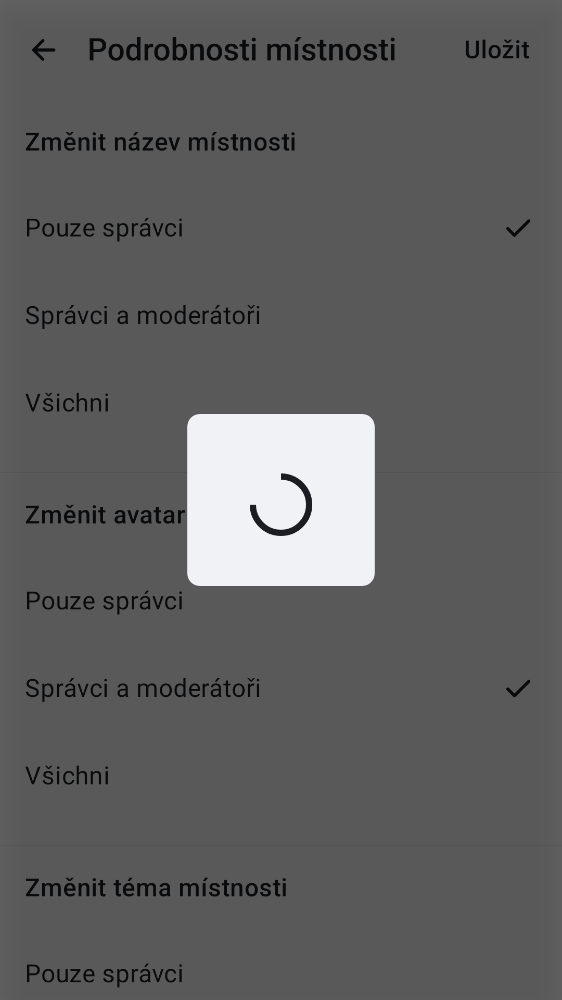 Podrobnosti místnosti
Uložit
Změnit název místnosti
Pouze správci
Správci a moderátoři
Všichni
Změnit avatar
Pouze správci
Správci a moderátoři
Všichni
Změnit téma místnosti
Pouze správci